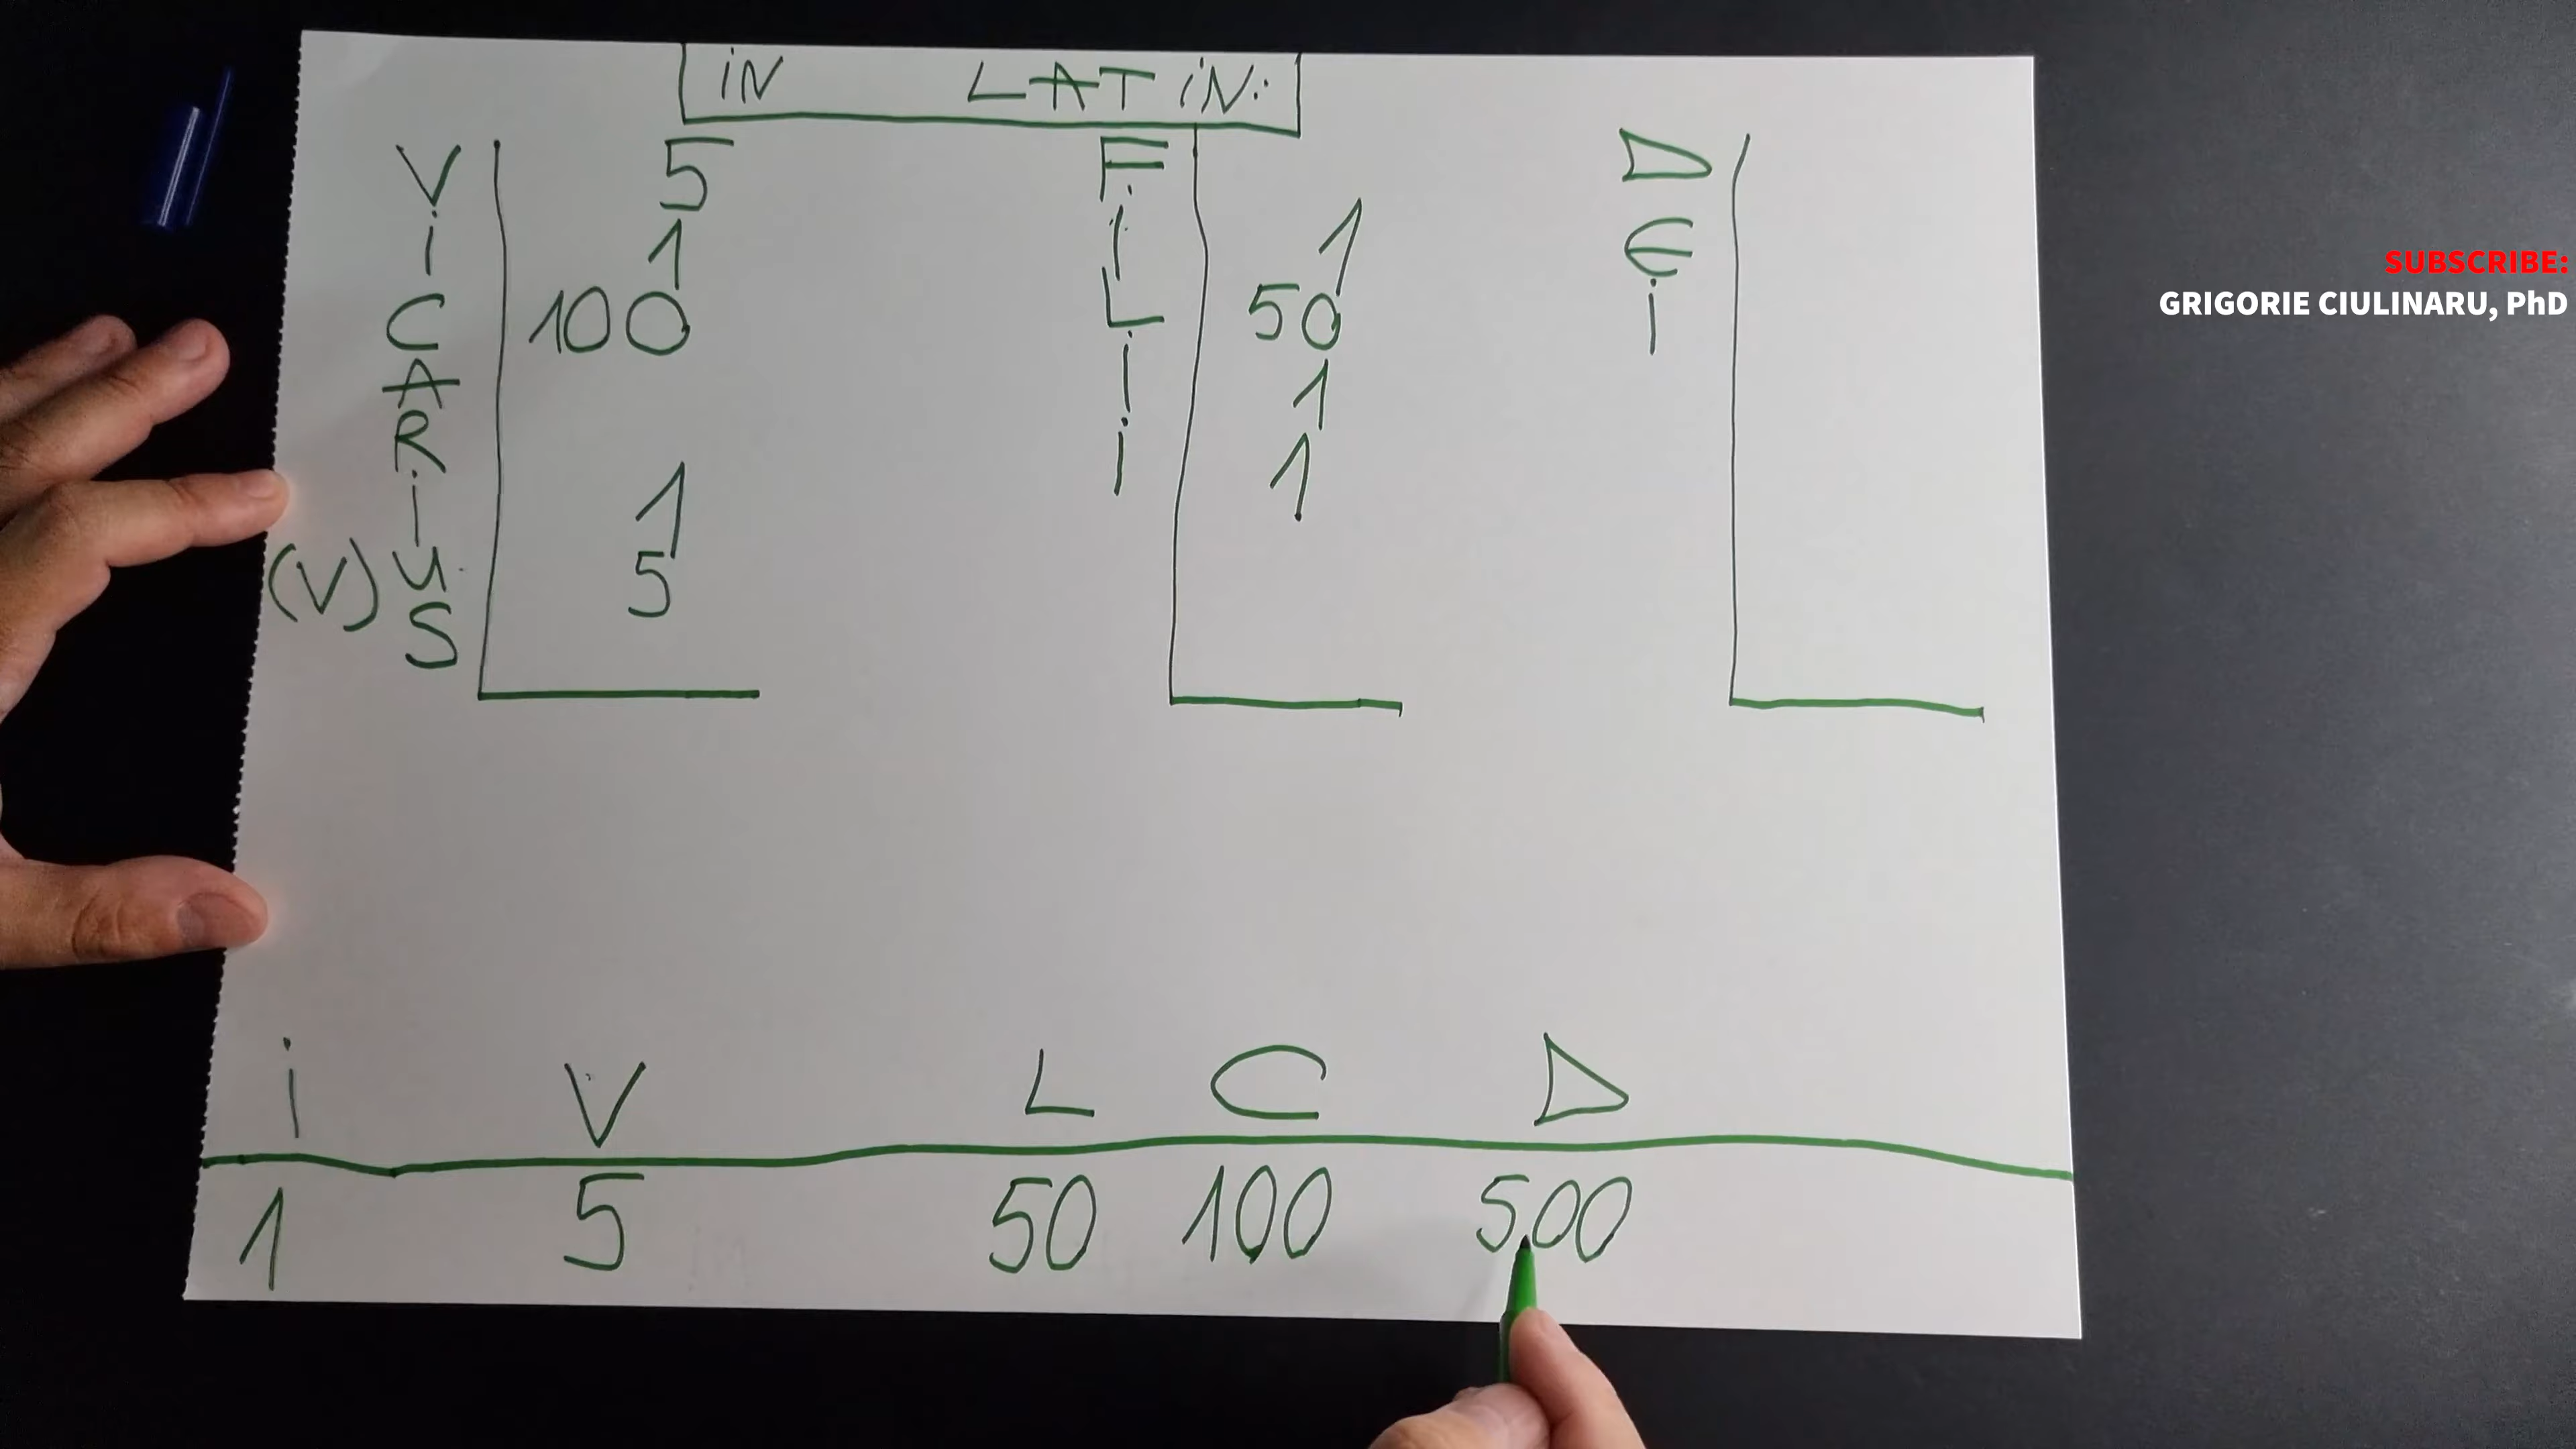 iN LATiN:
V 5
i 1
C 100
A
R
i 1
(V) U 5
S
F
i 1
L 50
i 1
i 1
D
E
i
i V L C D
1 5 50 100 500
SUBSCRIBE:
GRIGORIE CIULINARU, PhD